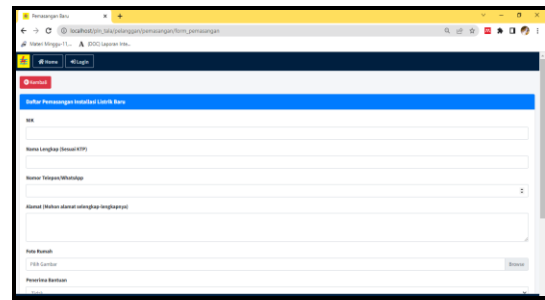 Pemasangan Baru
localhost/pln_tala/pelanggan/pemasangan/form_pemasangan
Materi Minggu-11...
(DOC) Laporan Inte...
Home
Login
Kembali
Daftar Pemasangan Installasi Listrik Baru
NIK
Nama Lengkap (Sesuai KTP)
Nomor Telepon/WhatsApp
Alamat (Mohon alamat selengkap-lengkapnya)
Foto Rumah
Pilih Gambar
Browse
Penerima Bantuan